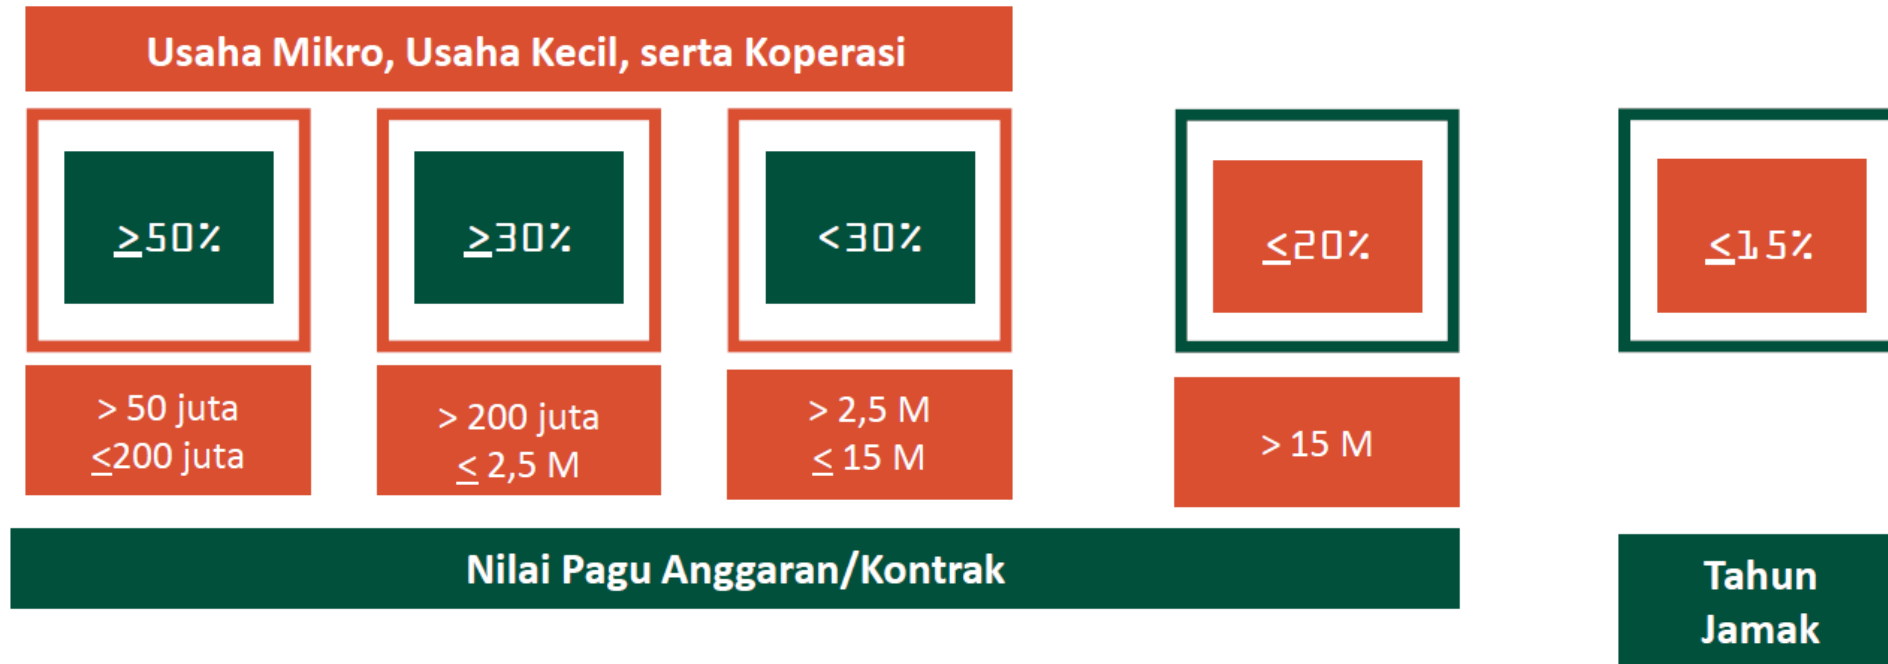 Usaha Mikro, Usaha Kecil, serta Koperasi
≥50%
≥30%
<30%
≤20%
≤15%
> 50 juta
≤200 juta
> 200 juta
≤ 2,5 M
> 2,5 M
≤ 15 M
> 15 M
Nilai Pagu Anggaran/Kontrak
Tahun
Jamak